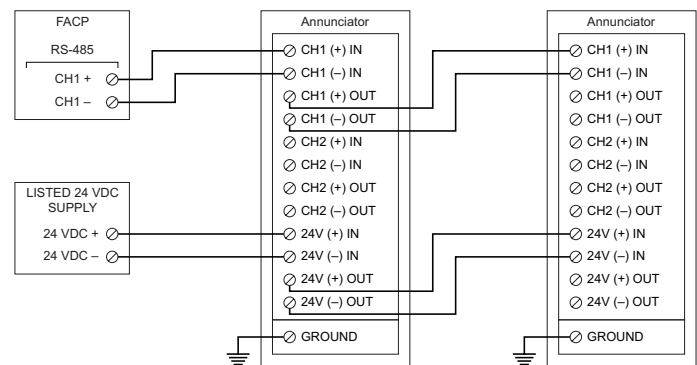 FACP
RS-485
CH1 +
CH1 –
LISTED 24 VDC
SUPPLY
24 VDC +
24 VDC –
Annunciator
CH1 (+) IN
CH1 (–) IN
CH1 (+) OUT
CH1 (–) OUT
CH2 (+) IN
CH2 (–) IN
CH2 (+) OUT
CH2 (–) OUT
24V (+) IN
24V (–) IN
24V (+) OUT
24V (–) OUT
GROUND
Annunciator
CH1 (+) IN
CH1 (–) IN
CH1 (+) OUT
CH1 (–) OUT
CH2 (+) IN
CH2 (–) IN
CH2 (+) OUT
CH2 (–) OUT
24V (+) IN
24V (–) IN
24V (+) OUT
24V (–) OUT
GROUND